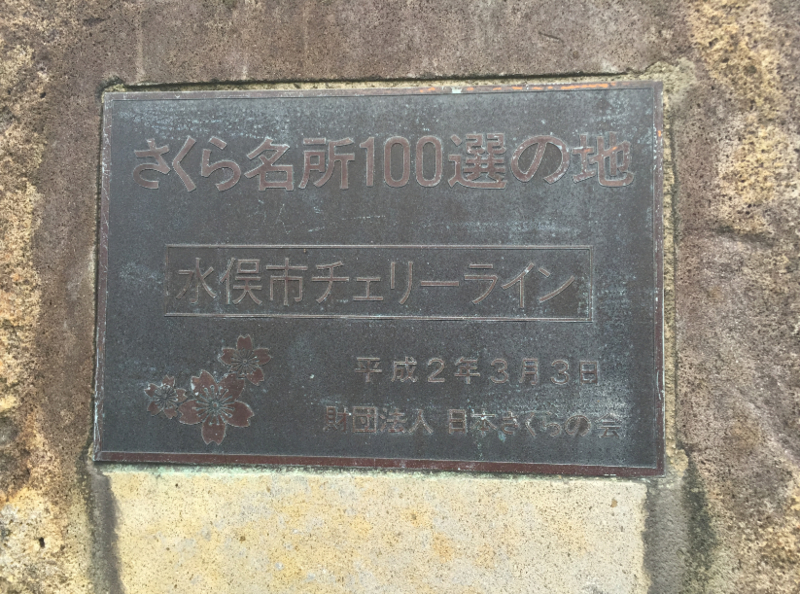 さくら名所100選の地
水俣市チェリーライン
平成2年3月3日
財団法人 日本さくらの会